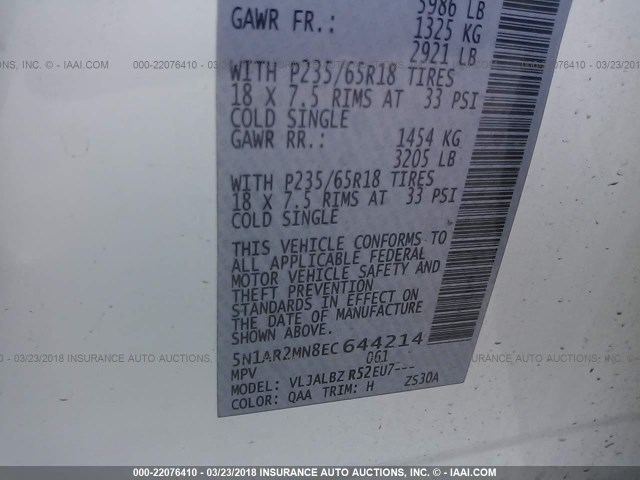 5986 LB
GAWR FR.: 1325 KG
2921 LB
WITH P235/65R18 TIRES
18 X 7.5 RIMS AT 33 PSI
COLD SINGLE
GAWR RR.: 1454 KG
3205 LB
WITH P235/65R18 TIRES
18 X 7.5 RIMS AT 33 PSI
COLD SINGLE
THIS VEHICLE CONFORMS TO
ALL APPLICABLE FEDERAL
MOTOR VEHICLE SAFETY AND
THEFT PREVENTION
STANDARDS IN EFFECT ON
THE DATE OF MANUFACTURE
SHOWN ABOVE.
5N1AR2MN8EC644214
MPV 061
MODEL: VLJALBZ R52EU7---
COLOR: QAA TRIM: H ZS30A
000-22076410 - 03/23/2018 INSURANCE AUTO AUCTIONS, SERVICE CENTER (C) - IAAI.COM